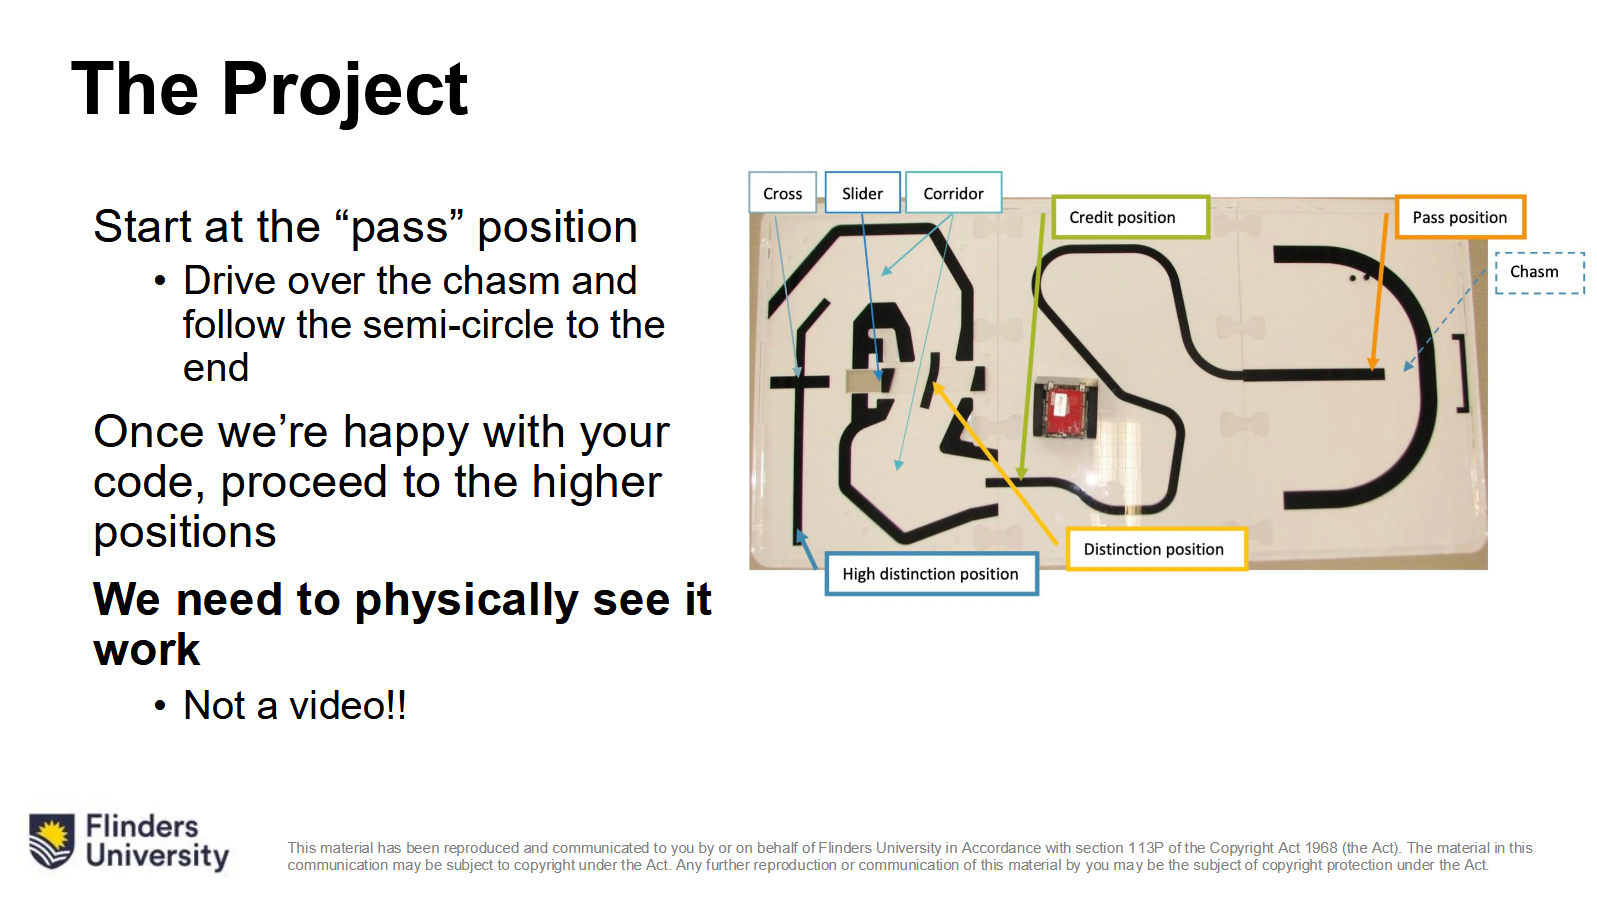 The Project
Start at the “pass” position
• Drive over the chasm and
follow the semi-circle to the
end
Once we’re happy with your
code, proceed to the higher
positions
We need to physically see it
work
• Not a video!!
Cross
Slider
Corridor
Credit position
Pass position
Chasm
Distinction position
High distinction position
Flinders
University
This material has been reproduced and communicated to you by or on behalf of Flinders University in Accordance with section 113P of the Copyright Act 1968 (the Act). The material in this
communication may be subject to copyright under the Act. Any further reproduction or communication of this material by you may be the subject of copyright protection under the Act.